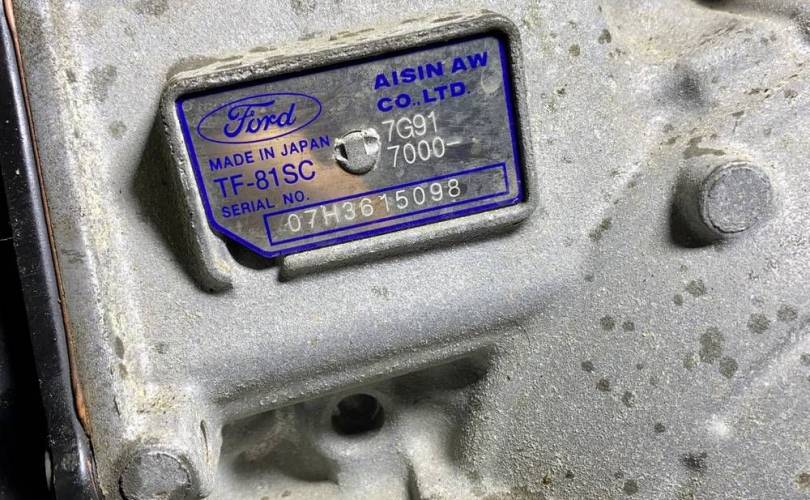 Ford
MADE IN JAPAN
TF-81SC
SERIAL NO.
AISIN AW
CO.,LTD.
7G91
7000-
07H3615098